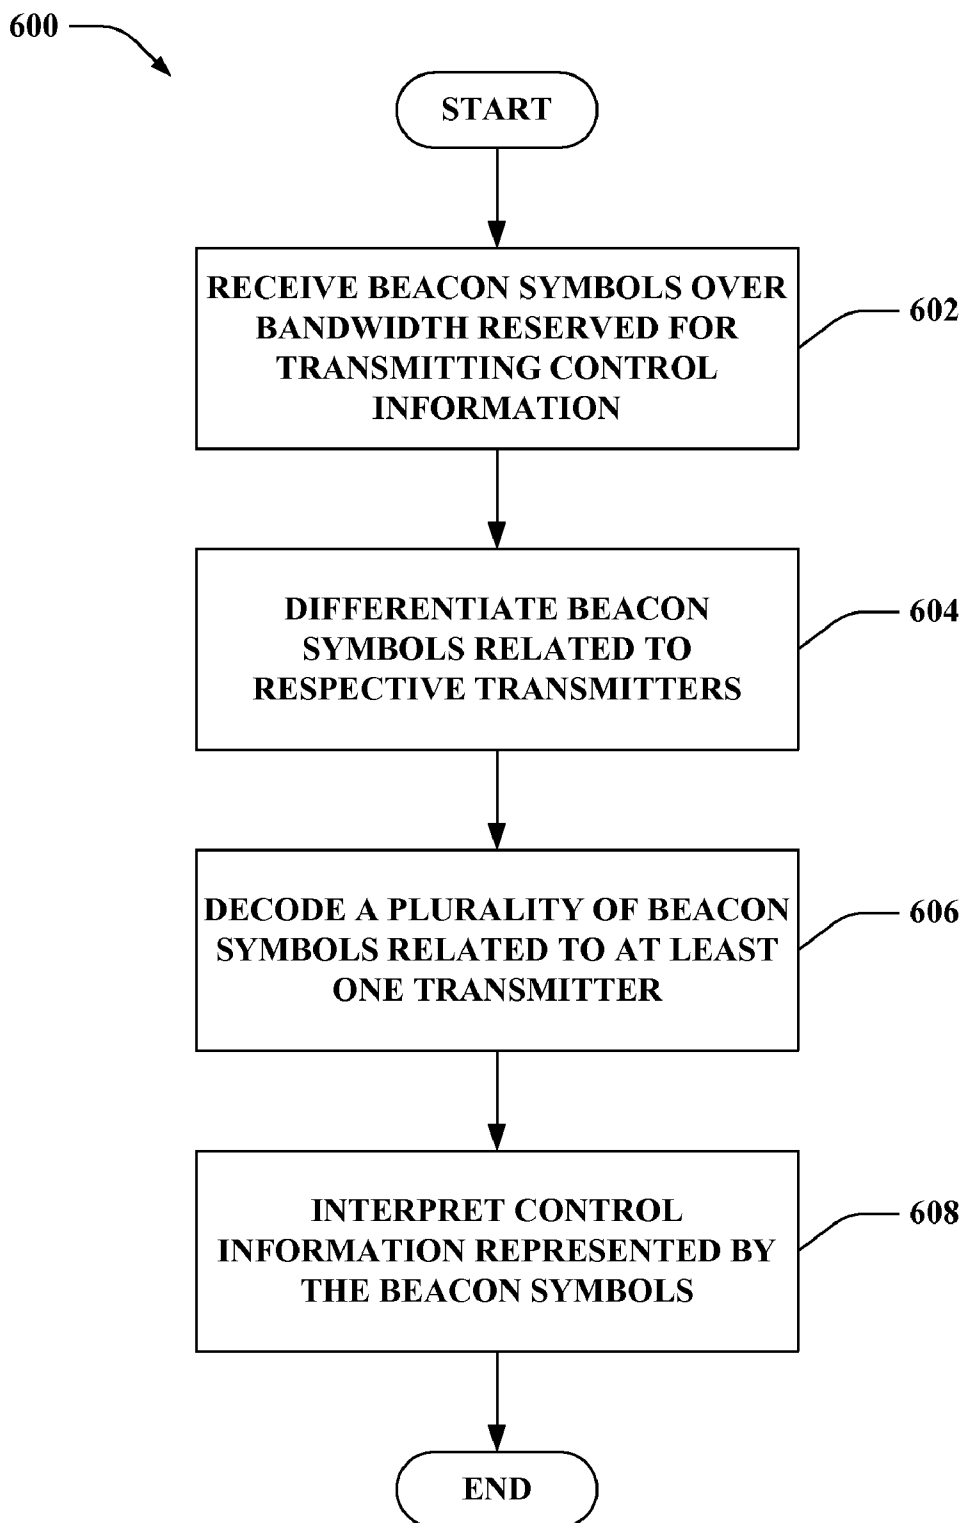 600
START
RECEIVE BEACON SYMBOLS OVER
BANDWIDTH RESERVED FOR
TRANSMITTING CONTROL
INFORMATION
602
DIFFERENTIATE BEACON
SYMBOLS RELATED TO
RESPECTIVE TRANSMITTERS
604
DECODE A PLURALITY OF BEACON
SYMBOLS RELATED TO AT LEAST
ONE TRANSMITTER
606
INTERPRET CONTROL
INFORMATION REPRESENTED BY
THE BEACON SYMBOLS
608
END